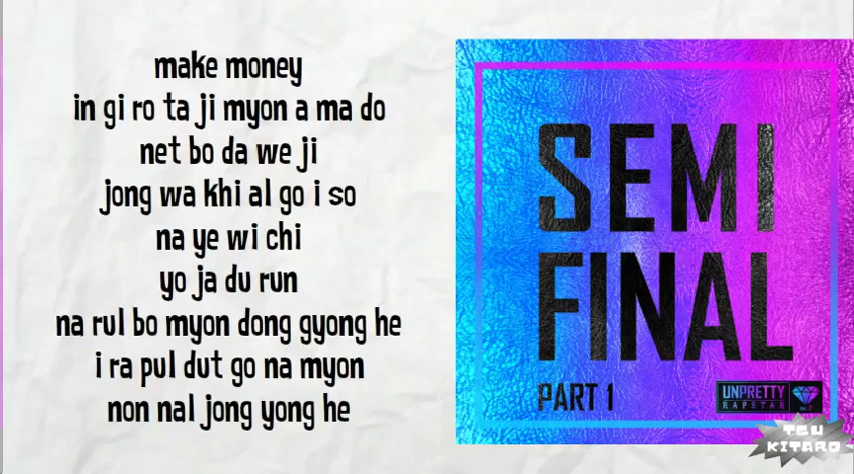 make money
in gi ro ta ji myon a ma do
net bo da we ji
jong wa khi al go i so
na ye wi chi
yo ja du run
na rul bo myon dong gyong he
i ra pul dut go na myon
non nal jong yong he
SEMI
FINAL
PART 1
UNPRETTY
RAPSTAR
TEU
KITARO